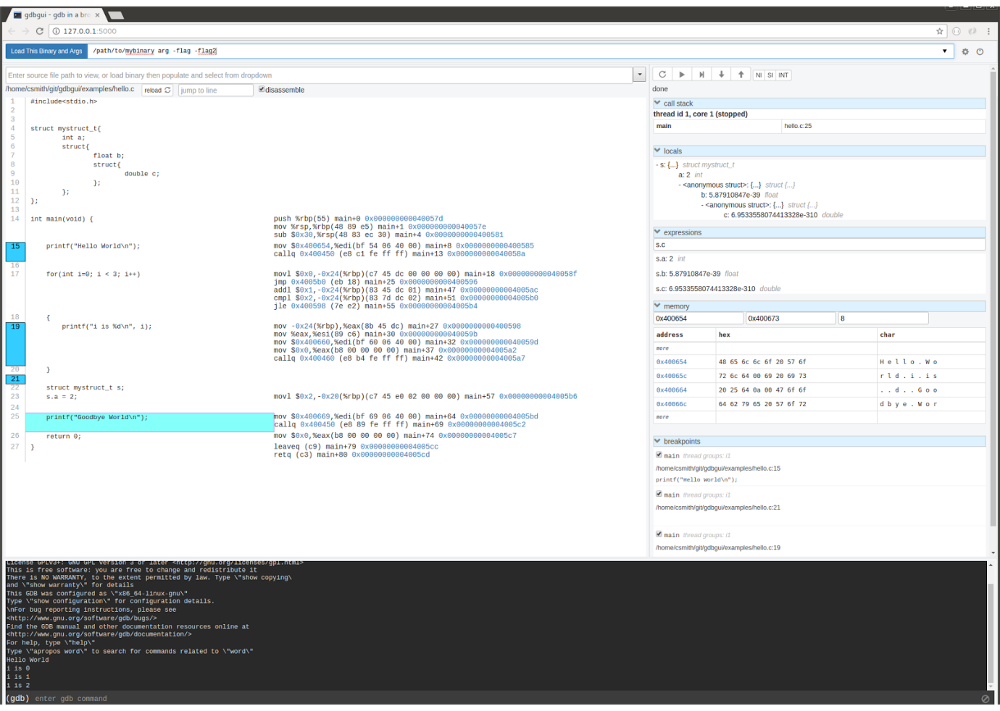 gdbgui - gdb in a bro
127.0.0.1:5000
Load This Binary and Args /path/to/mybinary arg -flag -flag2
Enter source file path to view, or load binary then populate and select from dropdown
/home/csmith/git/gdbgui/examples/hello.c reload jump to line disassemble
1 #include<stdio.h>
2
3
4 struct mystruct_t{
5 int a;
6 struct{
7 float b;
8 struct{
9 double c;
10 };
11 };
12 };
13
14 int main(void) { push %rbp(55) main+0 0x000000000040057d
mov %rsp,%rbp(48 89 e5) main+1 0x000000000040057e
sub $0x30,%rsp(48 83 ec 30) main+4 0x0000000000400581
15 printf("Hello World\n"); mov $0x400654,%edi(bf 54 06 40 00) main+8 0x0000000000400585
callq 0x400450 (e8 c1 fe ff ff) main+13 0x000000000040058a
16
17 for(int i=0; i < 3; i++) movl $0x0,-0x24(%rbp)(c7 45 dc 00 00 00 00) main+18 0x000000000040058f
jmp 0x4005b0 (eb 18) main+25 0x0000000000400596
addl $0x1,-0x24(%rbp)(83 45 dc 01) main+47 0x00000000004005ac
cmpl $0x2,-0x24(%rbp)(83 7d dc 02) main+51 0x00000000004005b0
jle 0x400598 (7e e2) main+55 0x00000000004005b4
18 {
19 printf("i is %d\n", i); mov -0x24(%rbp),%eax(8b 45 dc) main+27 0x0000000000400598
mov %eax,%esi(89 c6) main+30 0x000000000040059b
mov $0x400660,%edi(bf 60 06 40 00) main+32 0x000000000040059d
mov $0x0,%eax(b8 00 00 00 00) main+37 0x00000000004005a2
callq 0x400460 (e8 b4 fe ff ff) main+42 0x00000000004005a7
20 }
21
22 struct mystruct_t s;
23 s.a = 2; movl $0x2,-0x20(%rbp)(c7 45 e0 02 00 00 00) main+57 0x00000000004005b6
24
25 printf("Goodbye World\n"); mov $0x400669,%edi(bf 69 06 40 00) main+64 0x00000000004005bd
callq 0x400450 (e8 89 fe ff ff) main+69 0x00000000004005c2
26 return 0; mov $0x0,%eax(b8 00 00 00 00) main+74 0x00000000004005c7
27 } leaveq (c9) main+79 0x00000000004005cc
retq (c3) main+80 0x00000000004005cd
NI SI INT
done
call stack
thread id 1, core 1 (stopped)
main hello.c:25
locals
- s: {...} struct mystruct_t
a: 2 int
- <anonymous struct>: {...} struct {...}
b: 5.87910847e-39 float
- <anonymous struct>: {...} struct {...}
c: 6.9533558074413328e-310 double
expressions
s.c
s.a: 2 int
s.b: 5.87910847e-39 float
s.c: 6.9533558074413328e-310 double
memory
0x400654 0x400673 8
address hex char
more
0x400654 48 65 6c 6c 6f 20 57 6f H e l l o . W o
0x40065c 72 6c 64 00 69 20 69 73 r l d . i . i s
0x400664 20 25 64 0a 00 47 6f 6f . . d . . G o o
0x40066c 64 62 79 65 20 57 6f 72 d b y e . W o r
more
breakpoints
main thread groups: i1
/home/csmith/git/gdbgui/examples/hello.c:15
printf("Hello World\n");
main thread groups: i1
/home/csmith/git/gdbgui/examples/hello.c:21
main thread groups: i1
/home/csmith/git/gdbgui/examples/hello.c:19
License GPLv3+: GNU GPL version 3 or later <http://gnu.org/licenses/gpl.html>
This is free software: you are free to change and redistribute it
There is NO WARRANTY, to the extent permitted by law. Type \"show copying\
and \"show warranty\" for details
This GDB was configured as \"x86_64-linux-gnu\"
Type \"show configuration\" for configuration details.
\nFor bug reporting instructions, please see
<http://www.gnu.org/software/gdb/bugs/>
Find the GDB manual and other documentation resources online at
<http://www.gnu.org/software/gdb/documentation/>
For help, type \"help\"
Type \"apropos word\" to search for commands related to \"word\"
Hello World
i is 0
i is 1
i is 2
(gdb) enter gdb command